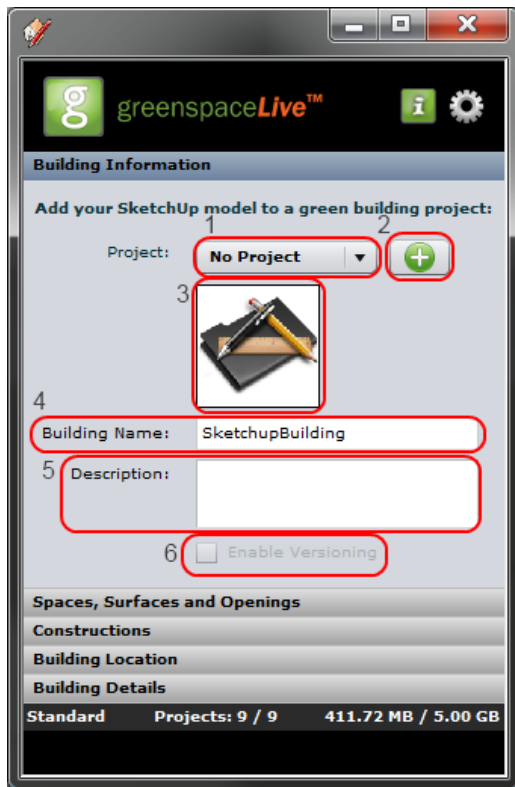 greenspaceLive™
Building Information
Add your SketchUp model to a green building project:
1
2
Project: No Project
3
4
Building Name: SketchupBuilding
5 Description:
6 Enable Versioning
Spaces, Surfaces and Openings
Constructions
Building Location
Building Details
Standard Projects: 9 / 9 411.72 MB / 5.00 GB